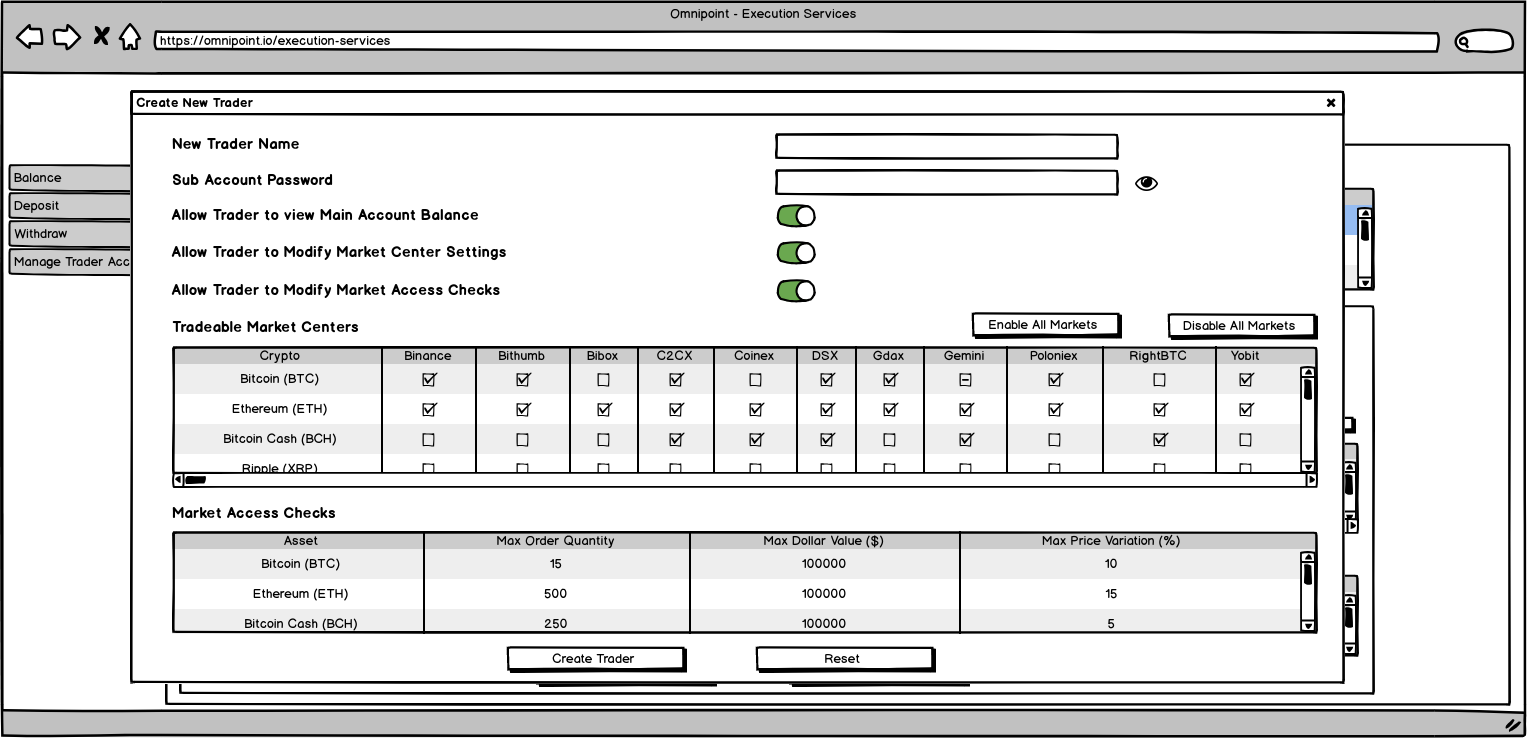 Omnipoint - Execution Services
https://omnipoint.io/execution-services
Create New Trader
New Trader Name
Sub Account Password
Balance
Deposit
Withdraw
Manage Trader Acc
Allow Trader to view Main Account Balance
Allow Trader to Modify Market Center Settings
Allow Trader to Modify Market Access Checks
Tradeable Market Centers
Enable All Markets
Disable All Markets
Crypto Binance Bithumb Bibox C2CX Coinex DSX Gdax Gemini Poloniex RightBTC Yobit
Bitcoin (BTC)
Ethereum (ETH)
Bitcoin Cash (BCH)
Ripple (XRP)
Market Access Checks
Asset Max Order Quantity Max Dollar Value ($) Max Price Variation (%)
Bitcoin (BTC) 15 100000 10
Ethereum (ETH) 500 100000 15
Bitcoin Cash (BCH) 250 100000 5
Create Trader
Reset